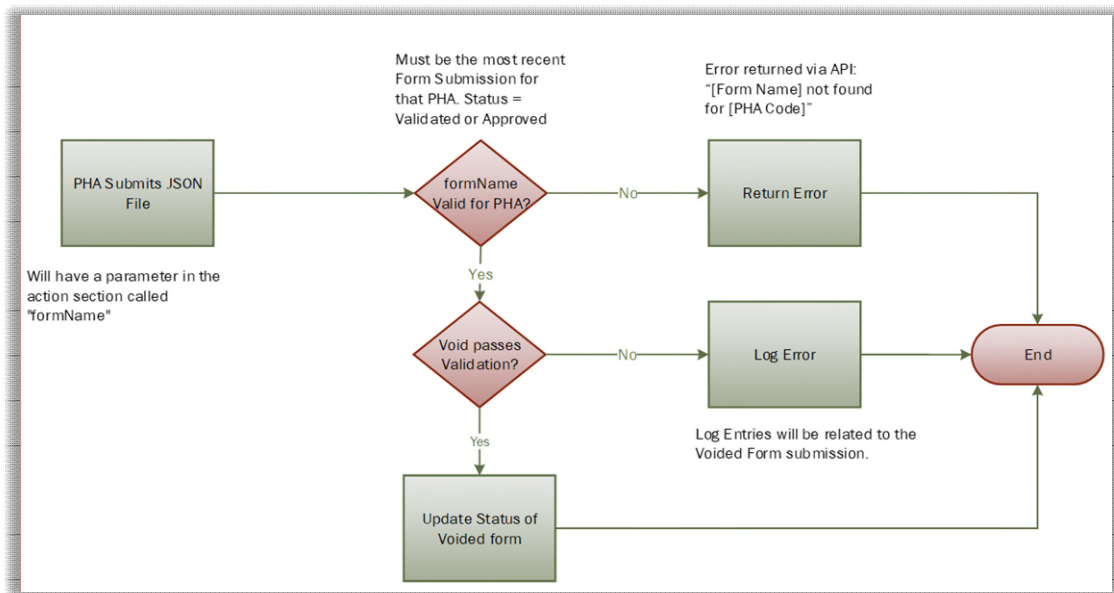 Must be the most recent
Form Submission for
that PHA. Status =
Validated or Approved
Error returned via API:
“[Form Name] not found
for [PHA Code]”
PHA Submits JSON
File
formName
Valid for PHA?
No
Return Error
Will have a parameter in the
action section called
"formName"
Yes
Void passes
Validation?
No
Log Error
End
Yes
Log Entries will be related to the
Voided Form submission.
Update Status of
Voided form